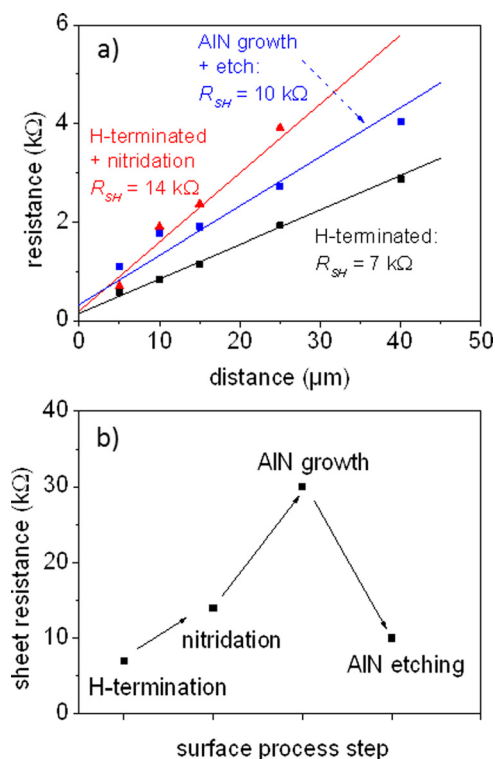 a)
AlN growth
+ etch:
R_SH = 10 kΩ
H-terminated
+ nitridation
R_SH = 14 kΩ
H-terminated:
R_SH = 7 kΩ
resistance (kΩ)
6
4
2
0
0 10 20 30 40 50
distance (µm)
b)
AlN growth
nitridation
H-termination
AlN etching
sheet resistance (kΩ)
40
30
20
10
0
surface process step